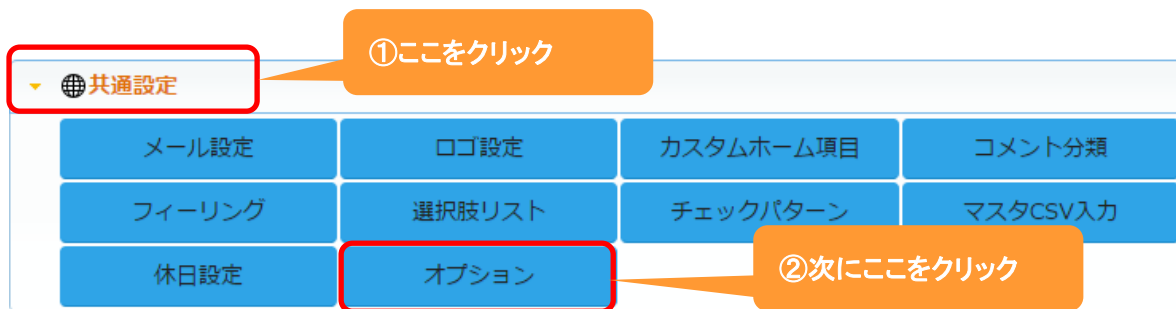 ①ここをクリック
共通設定
メール設定 ロゴ設定 カスタムホーム項目 コメント分類
フィーリング 選択肢リスト チェックパターン マスタCSV入力
休日設定 オプション
②次にここをクリック